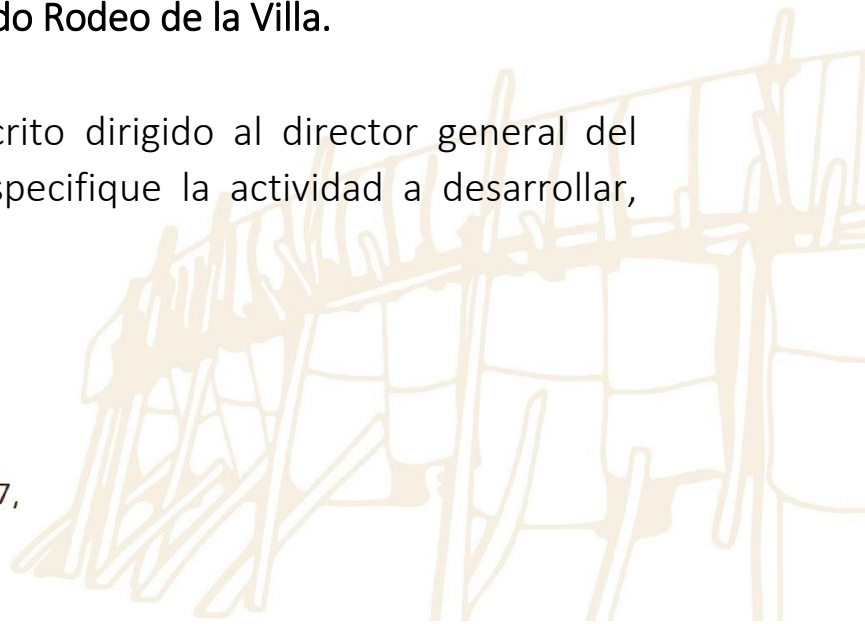 do Rodeo de la Villa.
crito dirigido al director general del
specifique la actividad a desarrollar,
7,